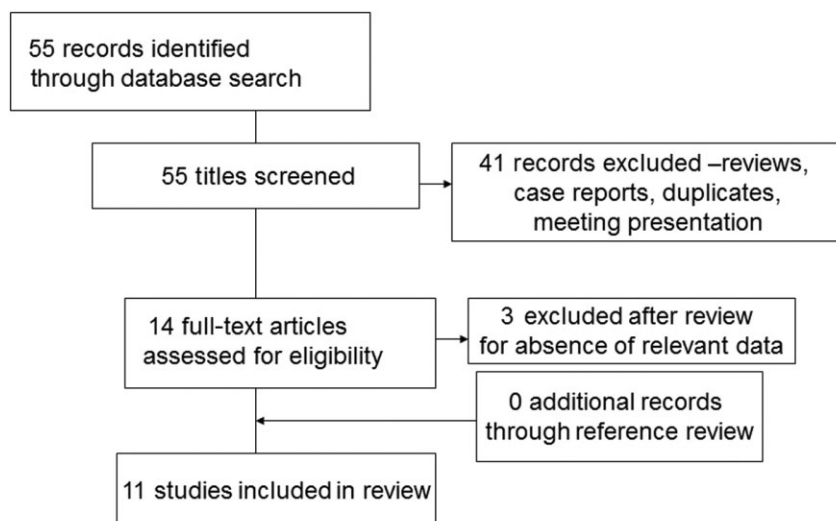 55 records identified
through database search
55 titles screened
41 records excluded –reviews,
case reports, duplicates,
meeting presentation
14 full-text articles
assessed for eligibility
3 excluded after review
for absence of relevant data
0 additional records
through reference review
11 studies included in review